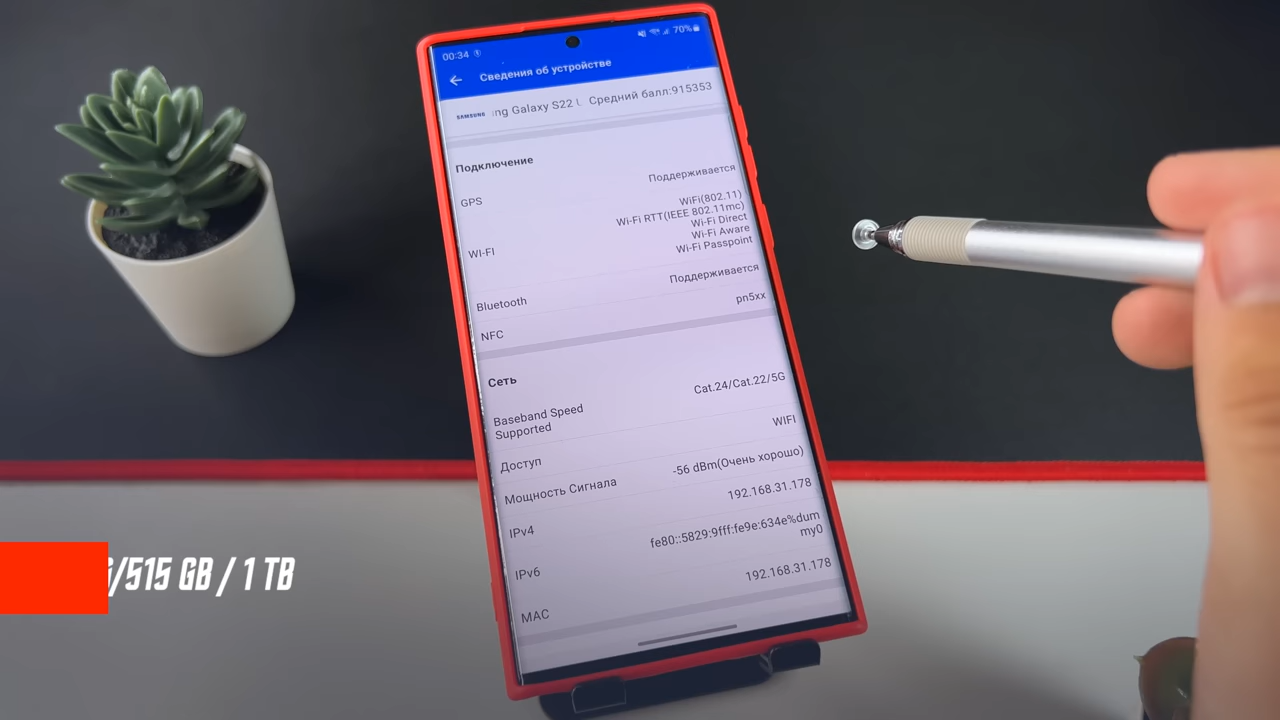 00:34
70%
Сведения об устройстве
SAMSUNG ng Galaxy S22 Средний балл:915353
Подключение
GPS Поддерживается
WI-FI WiFi(802.11)
Wi-Fi RTT(IEEE 802.11mc)
Wi-Fi Direct
Wi-Fi Aware
Wi-Fi Passpoint
Bluetooth Поддерживается
NFC pn5xx
Сеть
Baseband Speed Supported Cat.24/Cat.22/5G
Доступ WIFI
Мощность Сигнала -56 dBm(Очень хорошо)
IPv4 192.168.31.178
IPv6 fe80::5829:9fff:fe9e:634e%dum
my0
MAC 192.168.31.178
/515 GB / 1 TB